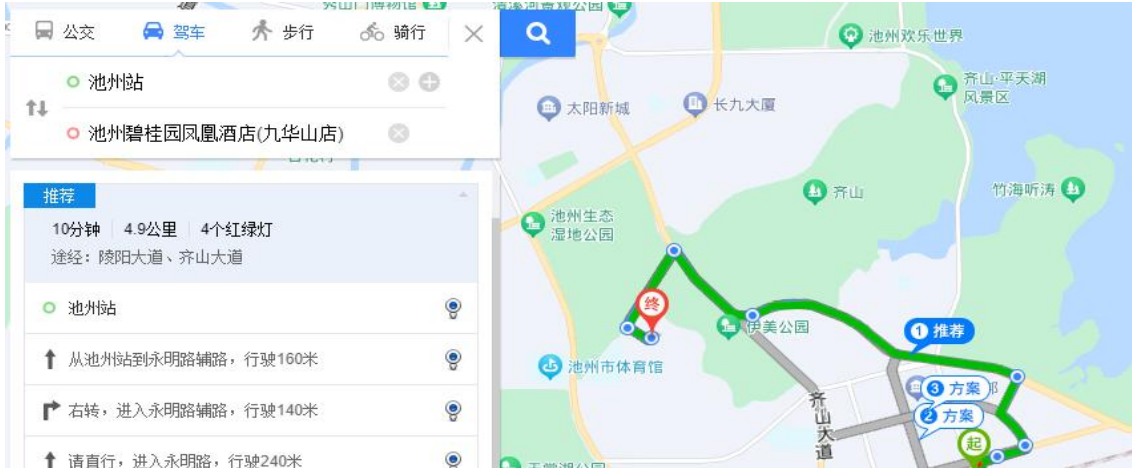 公交 驾车 步行 骑行
池州站
池州碧桂园凤凰酒店(九华山店)
推荐
10分钟 4.9公里 4个红绿灯
途经：陵阳大道、齐山大道
池州站
从池州站到永明路辅路，行驶160米
右转，进入永明路辅路，行驶140米
请直行，进入永明路，行驶240米
池州欢乐世界
齐山·平天湖
风景区
太阳新城
长九大厦
齐山
竹海听涛
池州生态
湿地公园
终
伊美公园
1 推荐
池州市体育馆
3 方案
2 方案
齐山大道
起